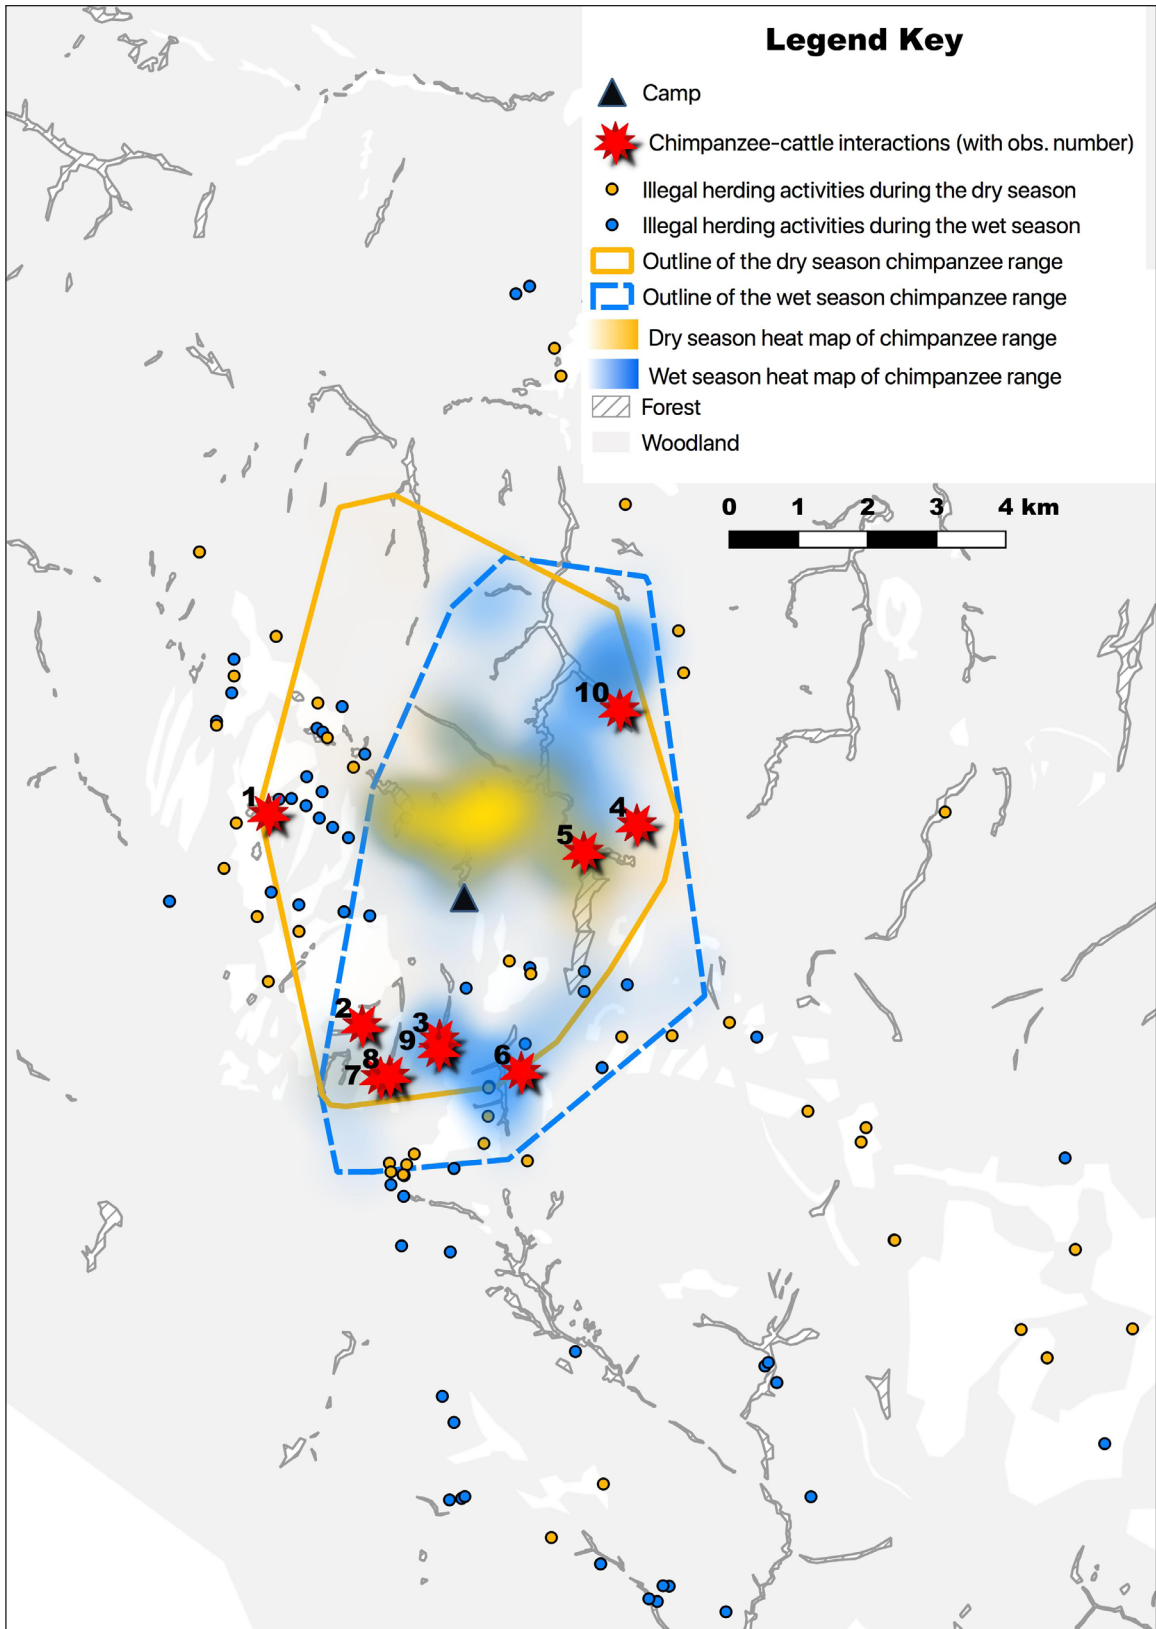 Legend Key
Camp
Chimpanzee-cattle interactions (with obs. number)
Illegal herding activities during the dry season
Illegal herding activities during the wet season
Outline of the dry season chimpanzee range
Outline of the wet season chimpanzee range
Dry season heat map of chimpanzee range
Wet season heat map of chimpanzee range
Forest
Woodland
0 1 2 3 4 km
10
1
4
5
2
3
9
6
8
7